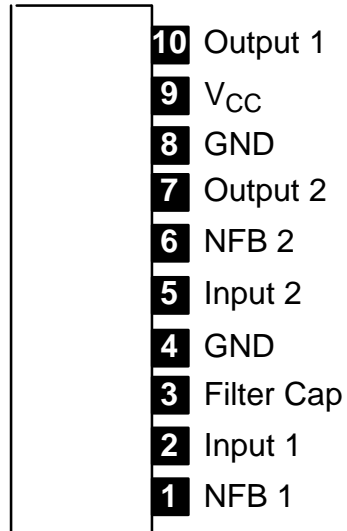 10 Output 1
9 VCC
8 GND
7 Output 2
6 NFB 2
5 Input 2
4 GND
3 Filter Cap
2 Input 1
1 NFB 1